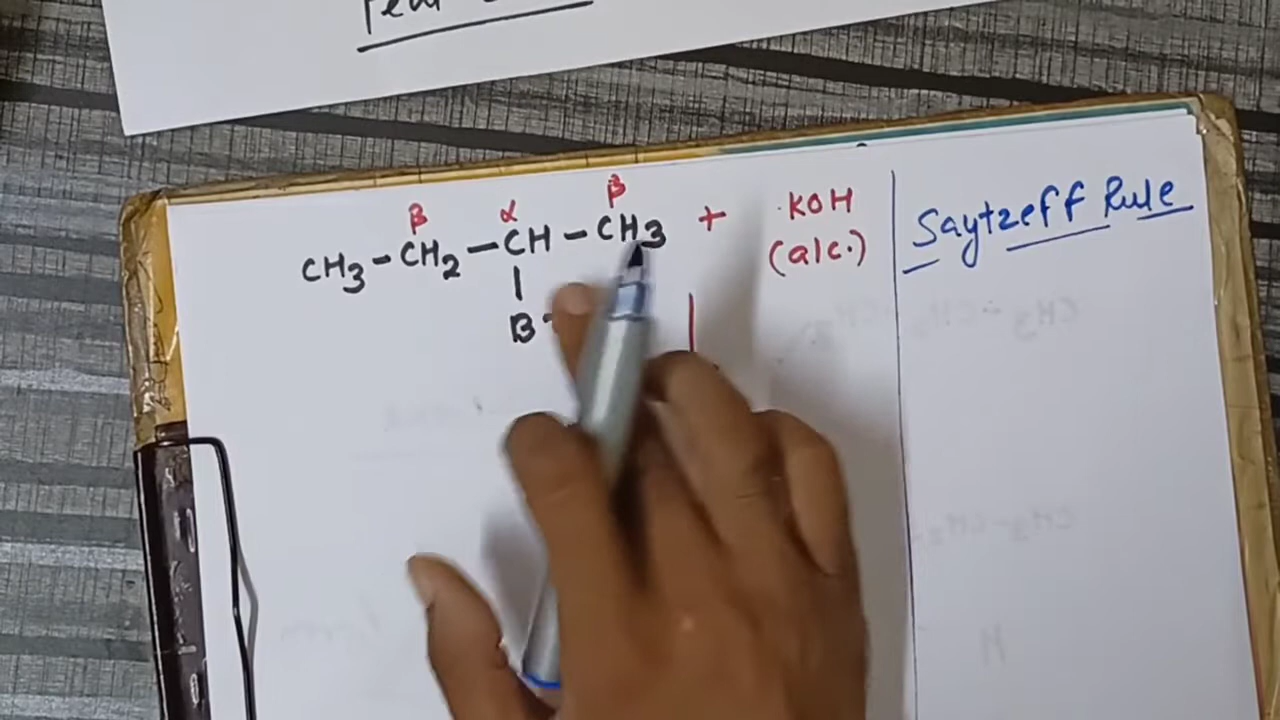 β α β
CH3 - CH2 - CH - CH3 + KOH
(alc.)
|
B
Saytzeff Rule